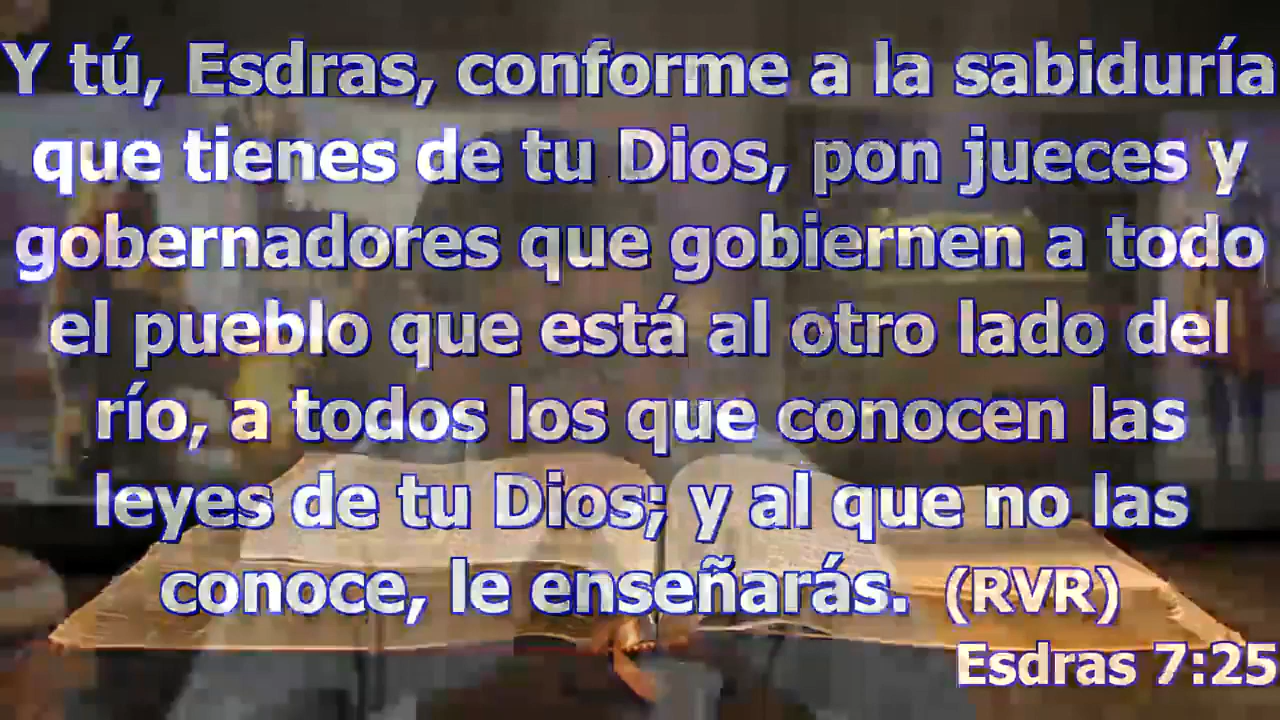 Y tú, Esdras, conforme a la sabiduría
que tienes de tu Dios, pon jueces y
gobernadores que gobiernen a todo
el pueblo que está al otro lado del
río, a todos los que conocen las
leyes de tu Dios; y al que no las
conoce, le enseñarás. (RVR)
Esdras 7:25